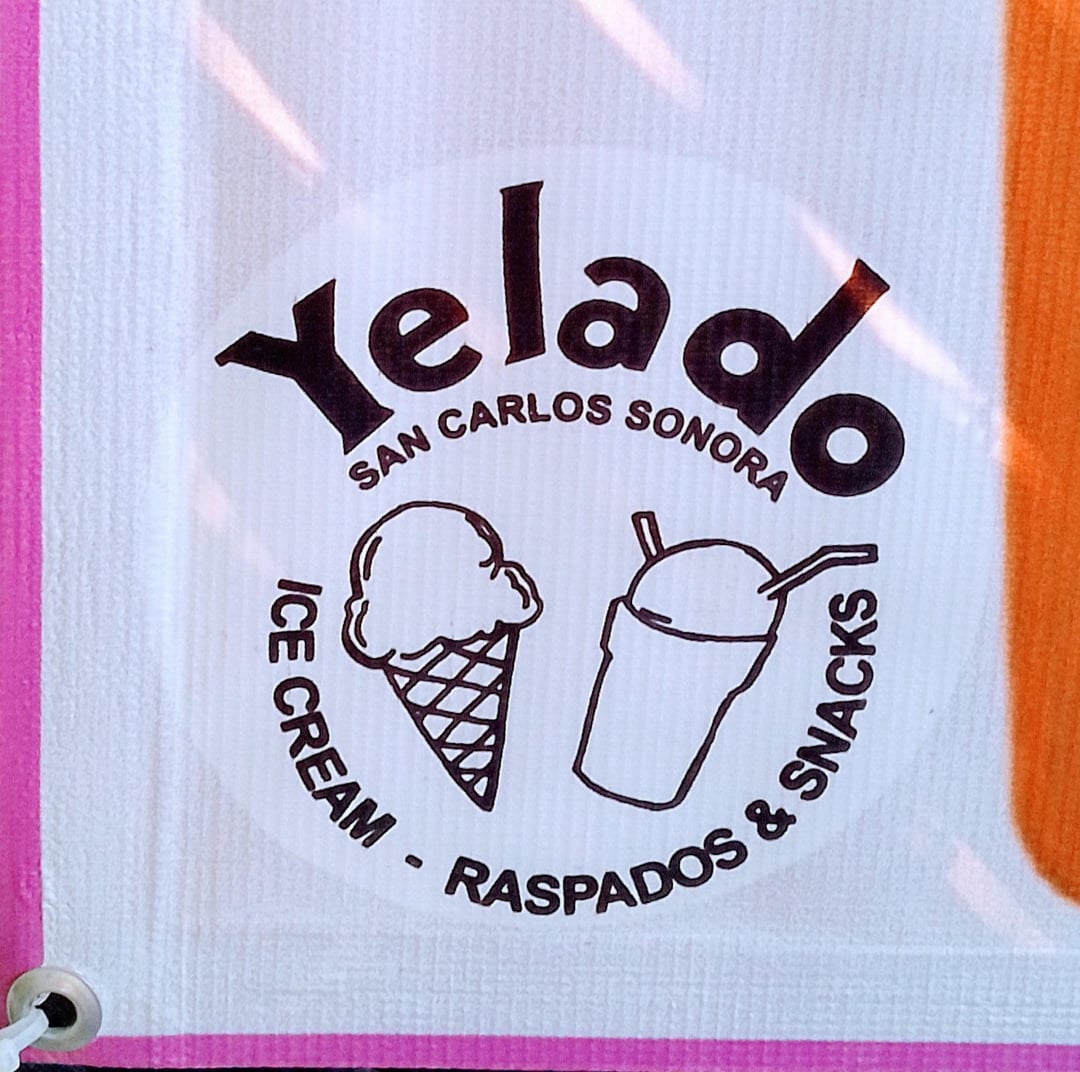 Yelado
SAN CARLOS SONORA
ICE CREAM - RASPADOS & SNACKS